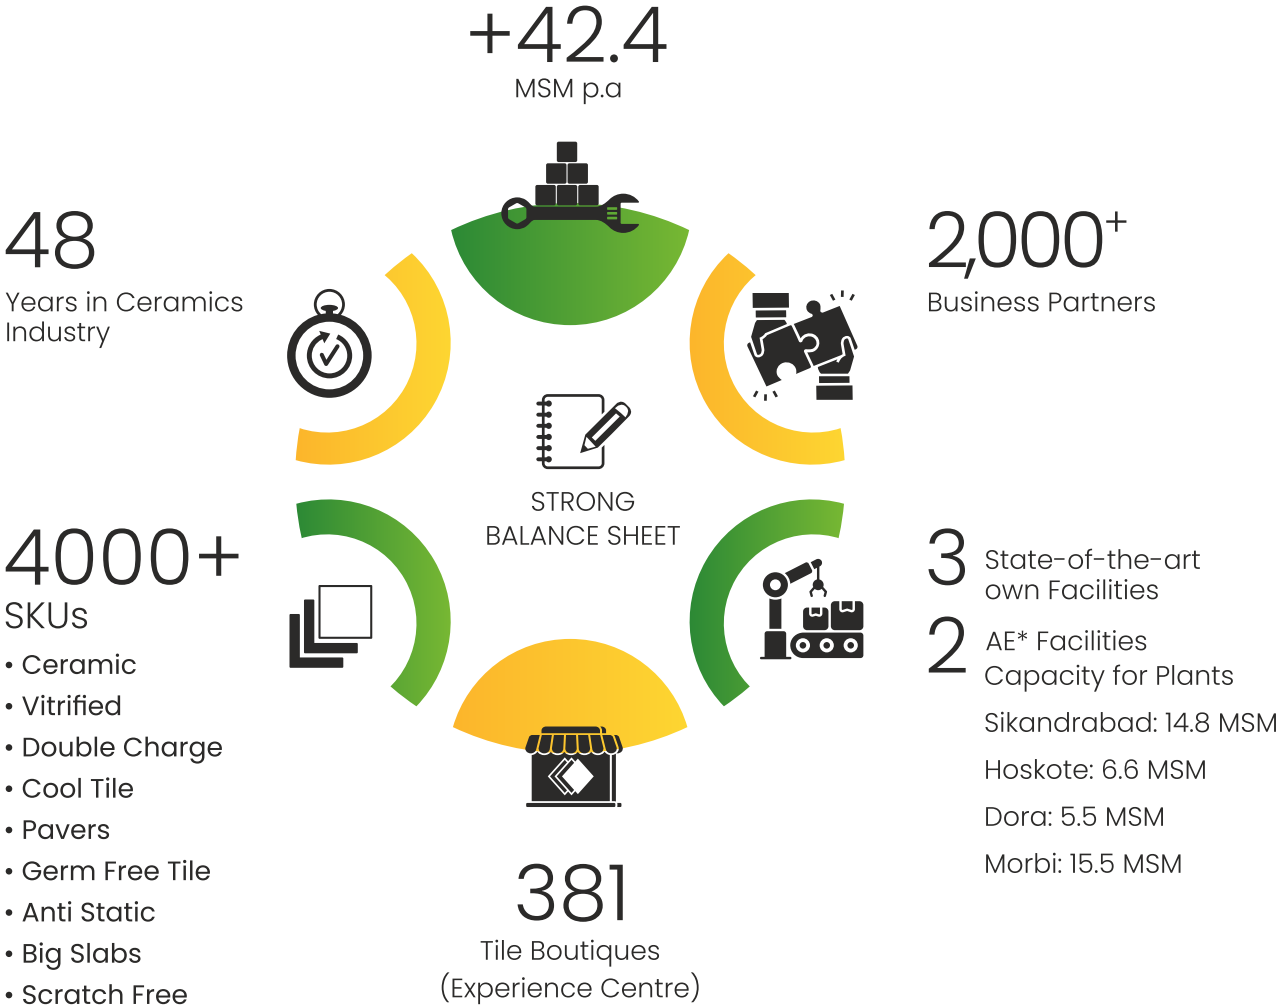 +42.4
MSM p.a
48
Years in Ceramics
Industry
2,000+
Business Partners
STRONG
BALANCE SHEET
4000+
SKUs
• Ceramic
• Vitrified
• Double Charge
• Cool Tile
• Pavers
• Germ Free Tile
• Anti Static
• Big Slabs
• Scratch Free
3 State-of-the-art
own Facilities
2 AE* Facilities
Capacity for Plants
Sikandrabad: 14.8 MSM
Hoskote: 6.6 MSM
Dora: 5.5 MSM
Morbi: 15.5 MSM
381
Tile Boutiques
(Experience Centre)